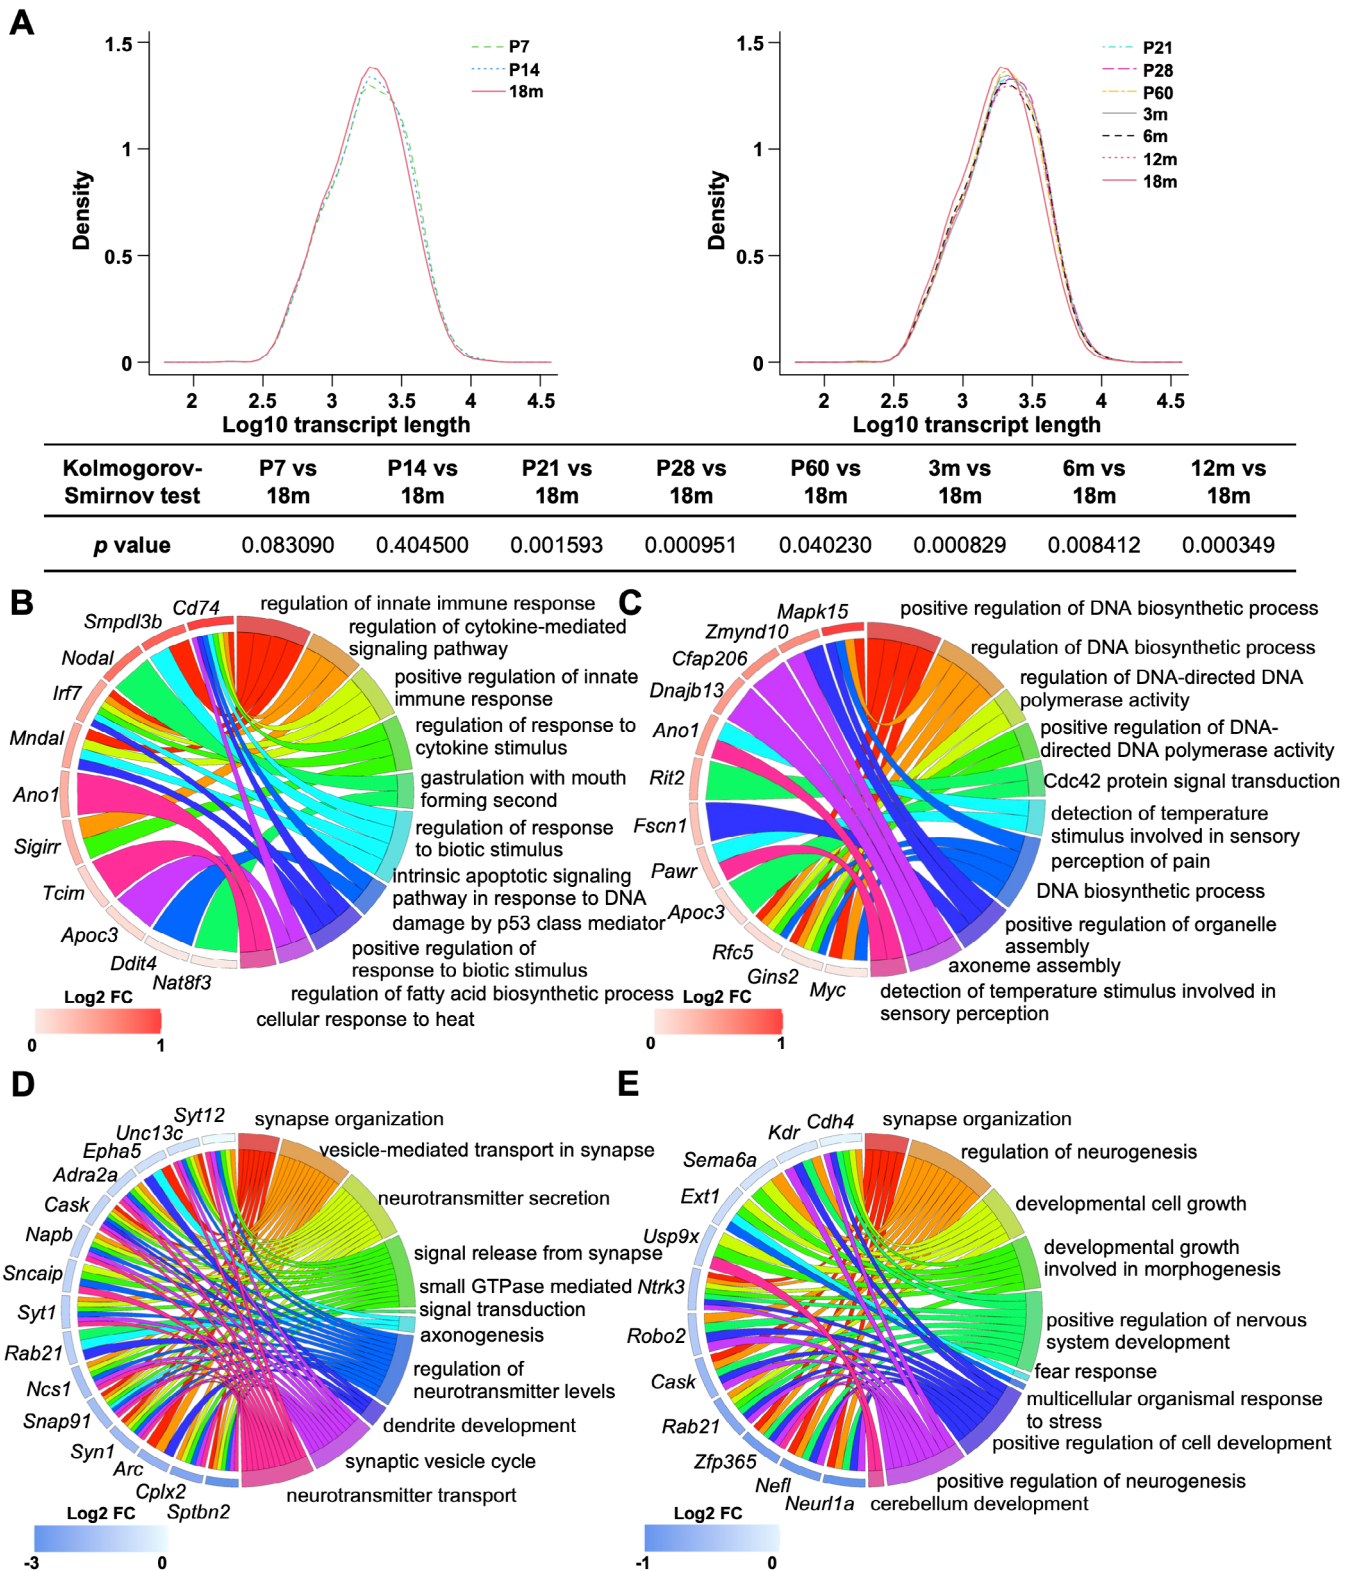 A
1.5
1
0.5
0
Density
2 2.5 3 3.5 4 4.5
Log10 transcript length
P7
P14
18m
1.5
1
0.5
0
Density
2 2.5 3 3.5 4 4.5
Log10 transcript length
P21
P28
P60
3m
6m
12m
18m
Kolmogorov-
Smirnov test
P7 vs
18m
P14 vs
18m
P21 vs
18m
P28 vs
18m
P60 vs
18m
3m vs
18m
6m vs
18m
12m vs
18m
p value 0.083090 0.404500 0.001593 0.000951 0.040230 0.000829 0.008412 0.000349
B
Cd74
Smpdl3b
Nodal
Irf7
Mndal
Ano1
Sigirr
Tcim
Apoc3
Ddit4
Nat8f3
regulation of innate immune response
regulation of cytokine-mediated
signaling pathway
positive regulation of innate
immune response
regulation of response to
cytokine stimulus
gastrulation with mouth
forming second
regulation of response
to biotic stimulus
intrinsic apoptotic signaling
pathway in response to DNA
damage by p53 class mediator
positive regulation of
response to biotic stimulus
regulation of fatty acid biosynthetic process
cellular response to heat
Log2 FC
0 1
C
Mapk15
Zmynd10
Cfap206
Dnajb13
Ano1
Rit2
Fscn1
Pawr
Apoc3
Rfc5
Gins2
Myc
positive regulation of DNA biosynthetic process
regulation of DNA biosynthetic process
regulation of DNA-directed DNA
polymerase activity
positive regulation of DNA-
directed DNA polymerase activity
Cdc42 protein signal transduction
detection of temperature
stimulus involved in sensory
perception of pain
DNA biosynthetic process
positive regulation of organelle
assembly
axoneme assembly
detection of temperature stimulus involved in
sensory perception
Log2 FC
0 1
D
Syt12
Unc13c
Epha5
Adra2a
Cask
Napb
Sncaip
Syt1
Rab21
Ncs1
Snap91
Syn1
Arc
Cplx2
Sptbn2
synapse organization
vesicle-mediated transport in synapse
neurotransmitter secretion
signal release from synapse
small GTPase mediated
signal transduction
axonogenesis
regulation of
neurotransmitter levels
dendrite development
synaptic vesicle cycle
neurotransmitter transport
Log2 FC
-3 0
E
Cdh4
Kdr
Sema6a
Ext1
Usp9x
Ntrk3
Robo2
Cask
Rab21
Zfp365
Nefl
Neurl1a
synapse organization
regulation of neurogenesis
developmental cell growth
developmental growth
involved in morphogenesis
positive regulation of nervous
system development
fear response
multicellular organismal response
to stress
positive regulation of cell development
positive regulation of neurogenesis
cerebellum development
Log2 FC
-1 0